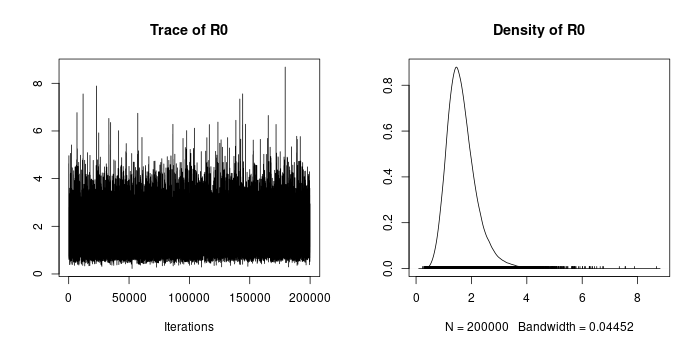 Trace of R0
8
6
4
2
0
0 50000 100000 150000 200000
Iterations
Density of R0
0.8
0.6
0.4
0.2
0.0
0 2 4 6 8
N = 200000 Bandwidth = 0.04452